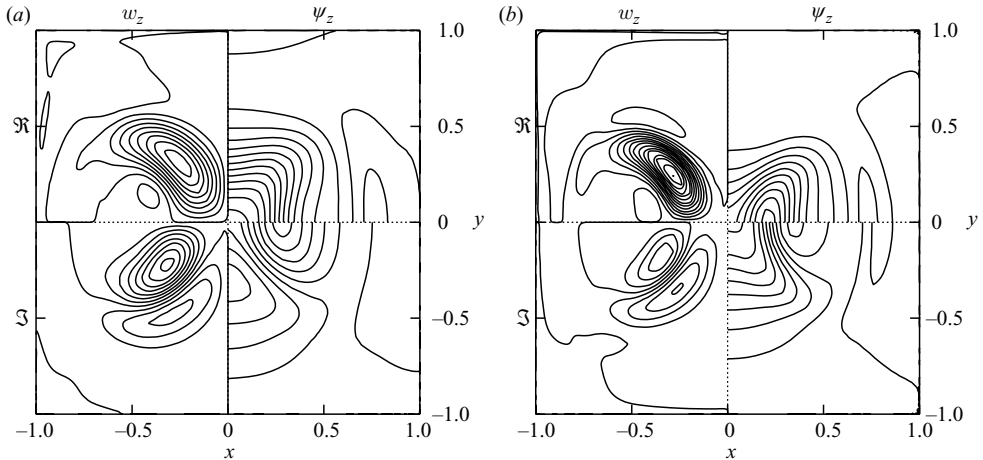 (a) w_z ψ_z (b) w_z ψ_z
1.0 1.0
ℜ 0.5 ℜ 0.5
0 y 0 y
ℑ –0.5 ℑ –0.5
–1.0 –1.0
–1.0 –0.5 0 0.5 1.0 –1.0 –0.5 0 0.5 1.0
x x